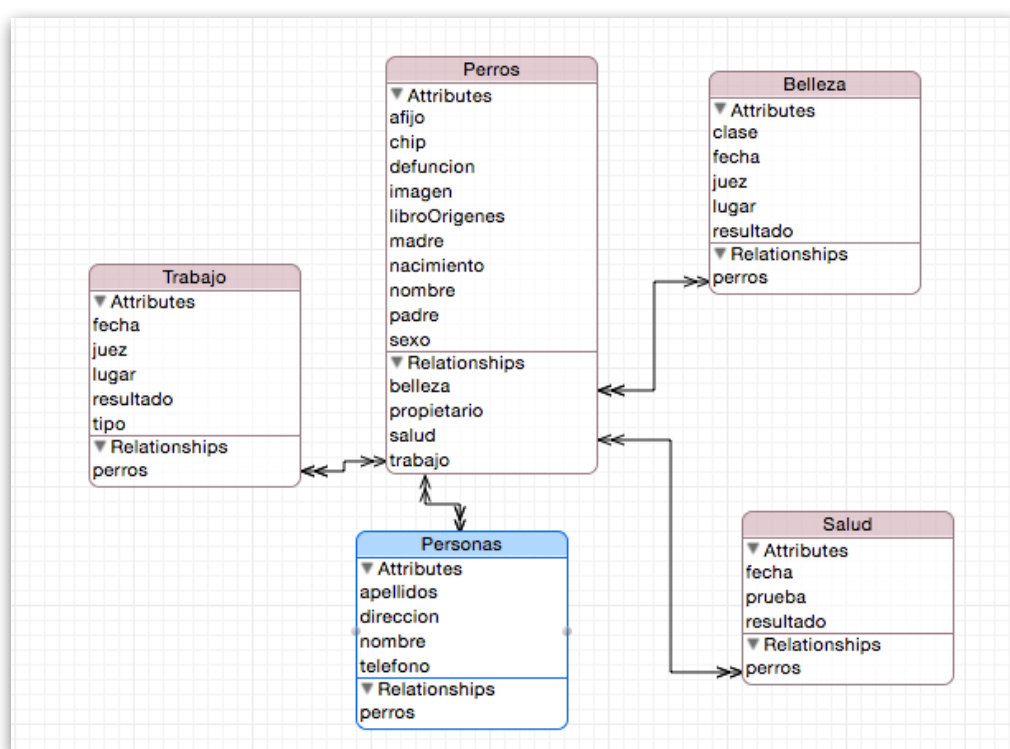 Perros
Attributes
afijo
chip
defuncion
imagen
libroOrigenes
madre
nacimiento
nombre
padre
sexo
Relationships
belleza
propietario
salud
trabajo
Belleza
Attributes
clase
fecha
juez
lugar
resultado
Relationships
perros
Trabajo
Attributes
fecha
juez
lugar
resultado
tipo
Relationships
perros
Personas
Attributes
apellidos
direccion
nombre
telefono
Relationships
perros
Salud
Attributes
fecha
prueba
resultado
Relationships
perros